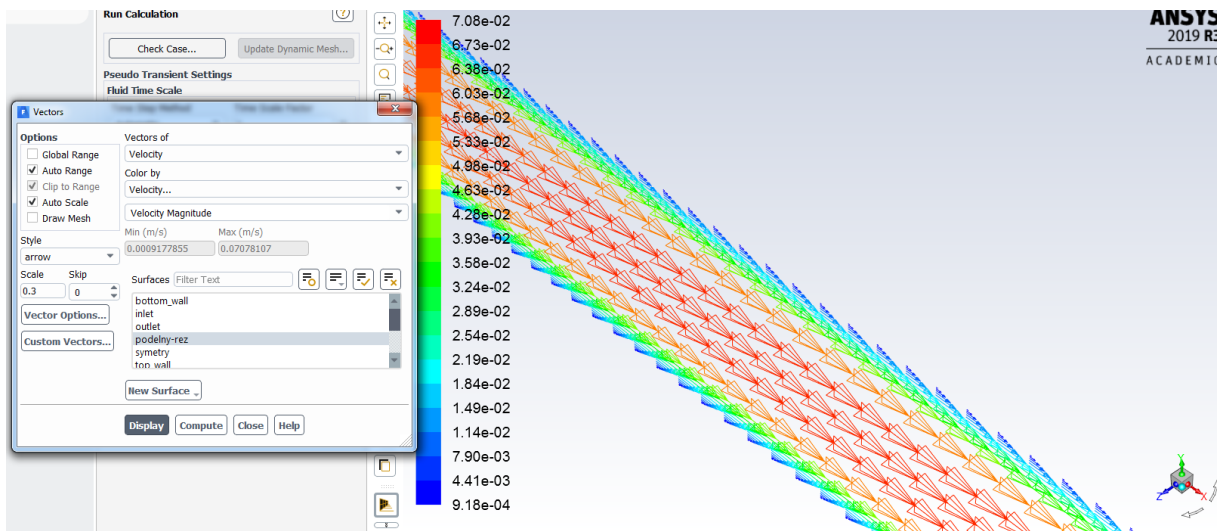 Run Calculation
?
Check Case...
Update Dynamic Mesh...
Pseudo Transient Settings
Fluid Time Scale
Time Step Method
Time Scale Factor
Vectors
Options
Global Range
Auto Range
Clip to Range
Auto Scale
Draw Mesh
Style
arrow
Scale
Skip
0.3
0
Vector Options...
Custom Vectors...
Vectors of
Velocity
Color by
Velocity...
Velocity Magnitude
Min (m/s)
Max (m/s)
0.0009177855
0.07078107
Surfaces
Filter Text
bottom_wall
inlet
outlet
podelny-rez
symetry
top_wall
New Surface
Display
Compute
Close
Help
7.08e-02
6.73e-02
6.38e-02
6.03e-02
5.68e-02
5.33e-02
4.98e-02
4.63e-02
4.28e-02
3.93e-02
3.58e-02
3.24e-02
2.89e-02
2.54e-02
2.19e-02
1.84e-02
1.49e-02
1.14e-02
7.90e-03
4.41e-03
9.18e-04
ANSYS
2019 R3
ACADEMIC
Y
Z
X